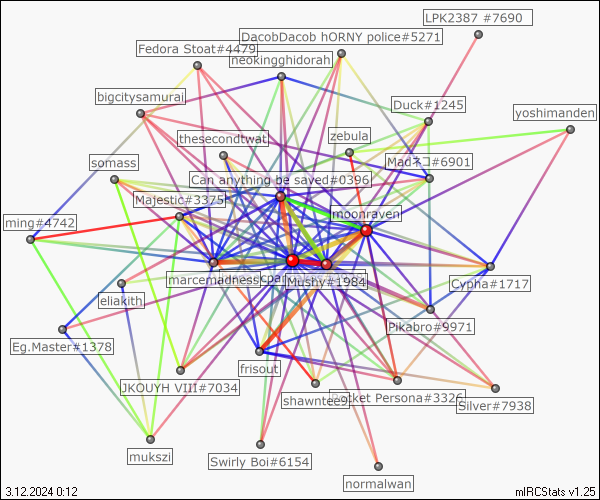 LPK2387 #7690
DacobDacob hORNY police#5271
Fedora Stoat#4479
neokingghidorah
bigcitysamurai
Duck#1245
yoshimanden
thesecondtwat
zebula
somass
Madネコ#6901
Can anything be saved#0396
Majestic#3375
moonraven
ming#4742
marcemadness
Mushy#1984
Cypha#1717
eliakith
Pikabro#9971
Eg.Master#1378
frisout
JKOUYH VIII#7034
shawntee9
Persona#3326
Silver#7938
mukszi
Swirly Boi#6154
normalwan
3.12.2024 0:12
mIRCStats v1.25